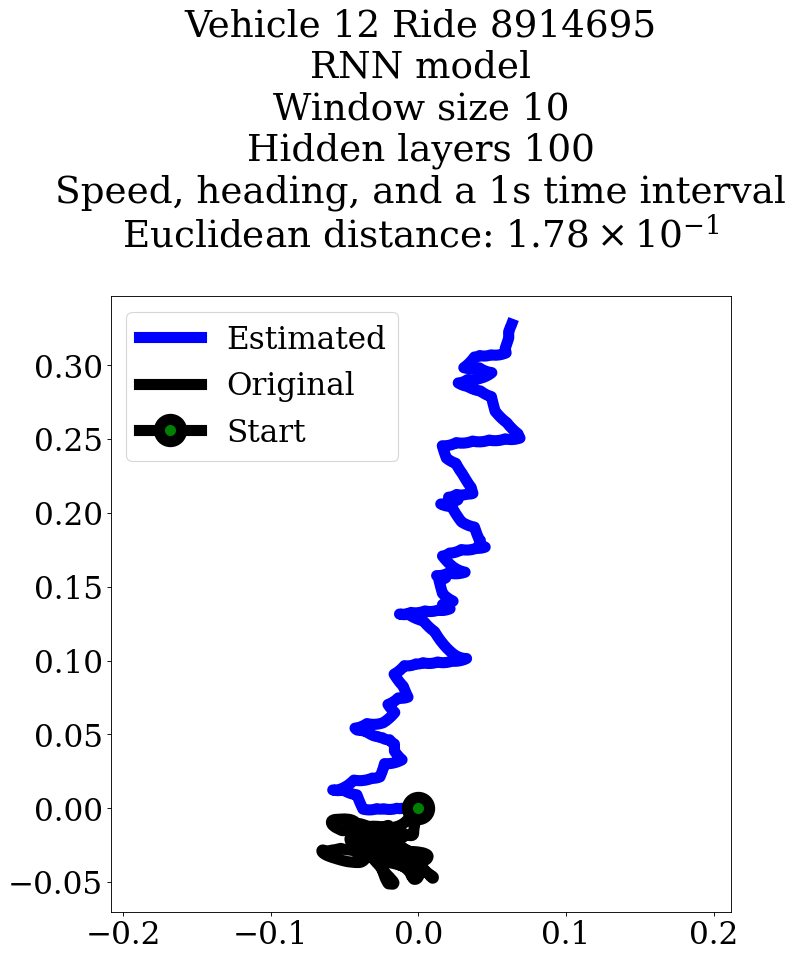 Vehicle 12 Ride 8914695
RNN model
Window size 10
Hidden layers 100
Speed, heading, and a 1s time interval
Euclidean distance: 1.78 × 10⁻¹
Estimated
Original
Start
0.30
0.25
0.20
0.15
0.10
0.05
0.00
−0.05
−0.2 −0.1 0.0 0.1 0.2